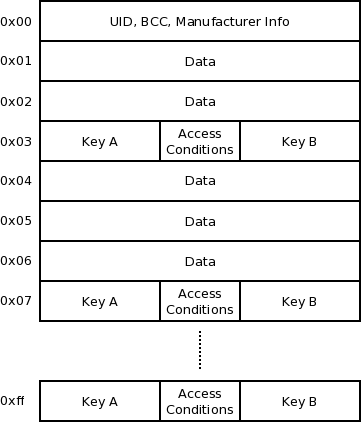 0x00 UID, BCC, Manufacturer Info
0x01 Data
0x02 Data
0x03 Key A Access Conditions Key B
0x04 Data
0x05 Data
0x06 Data
0x07 Key A Access Conditions Key B
0xff Key A Access Conditions Key B